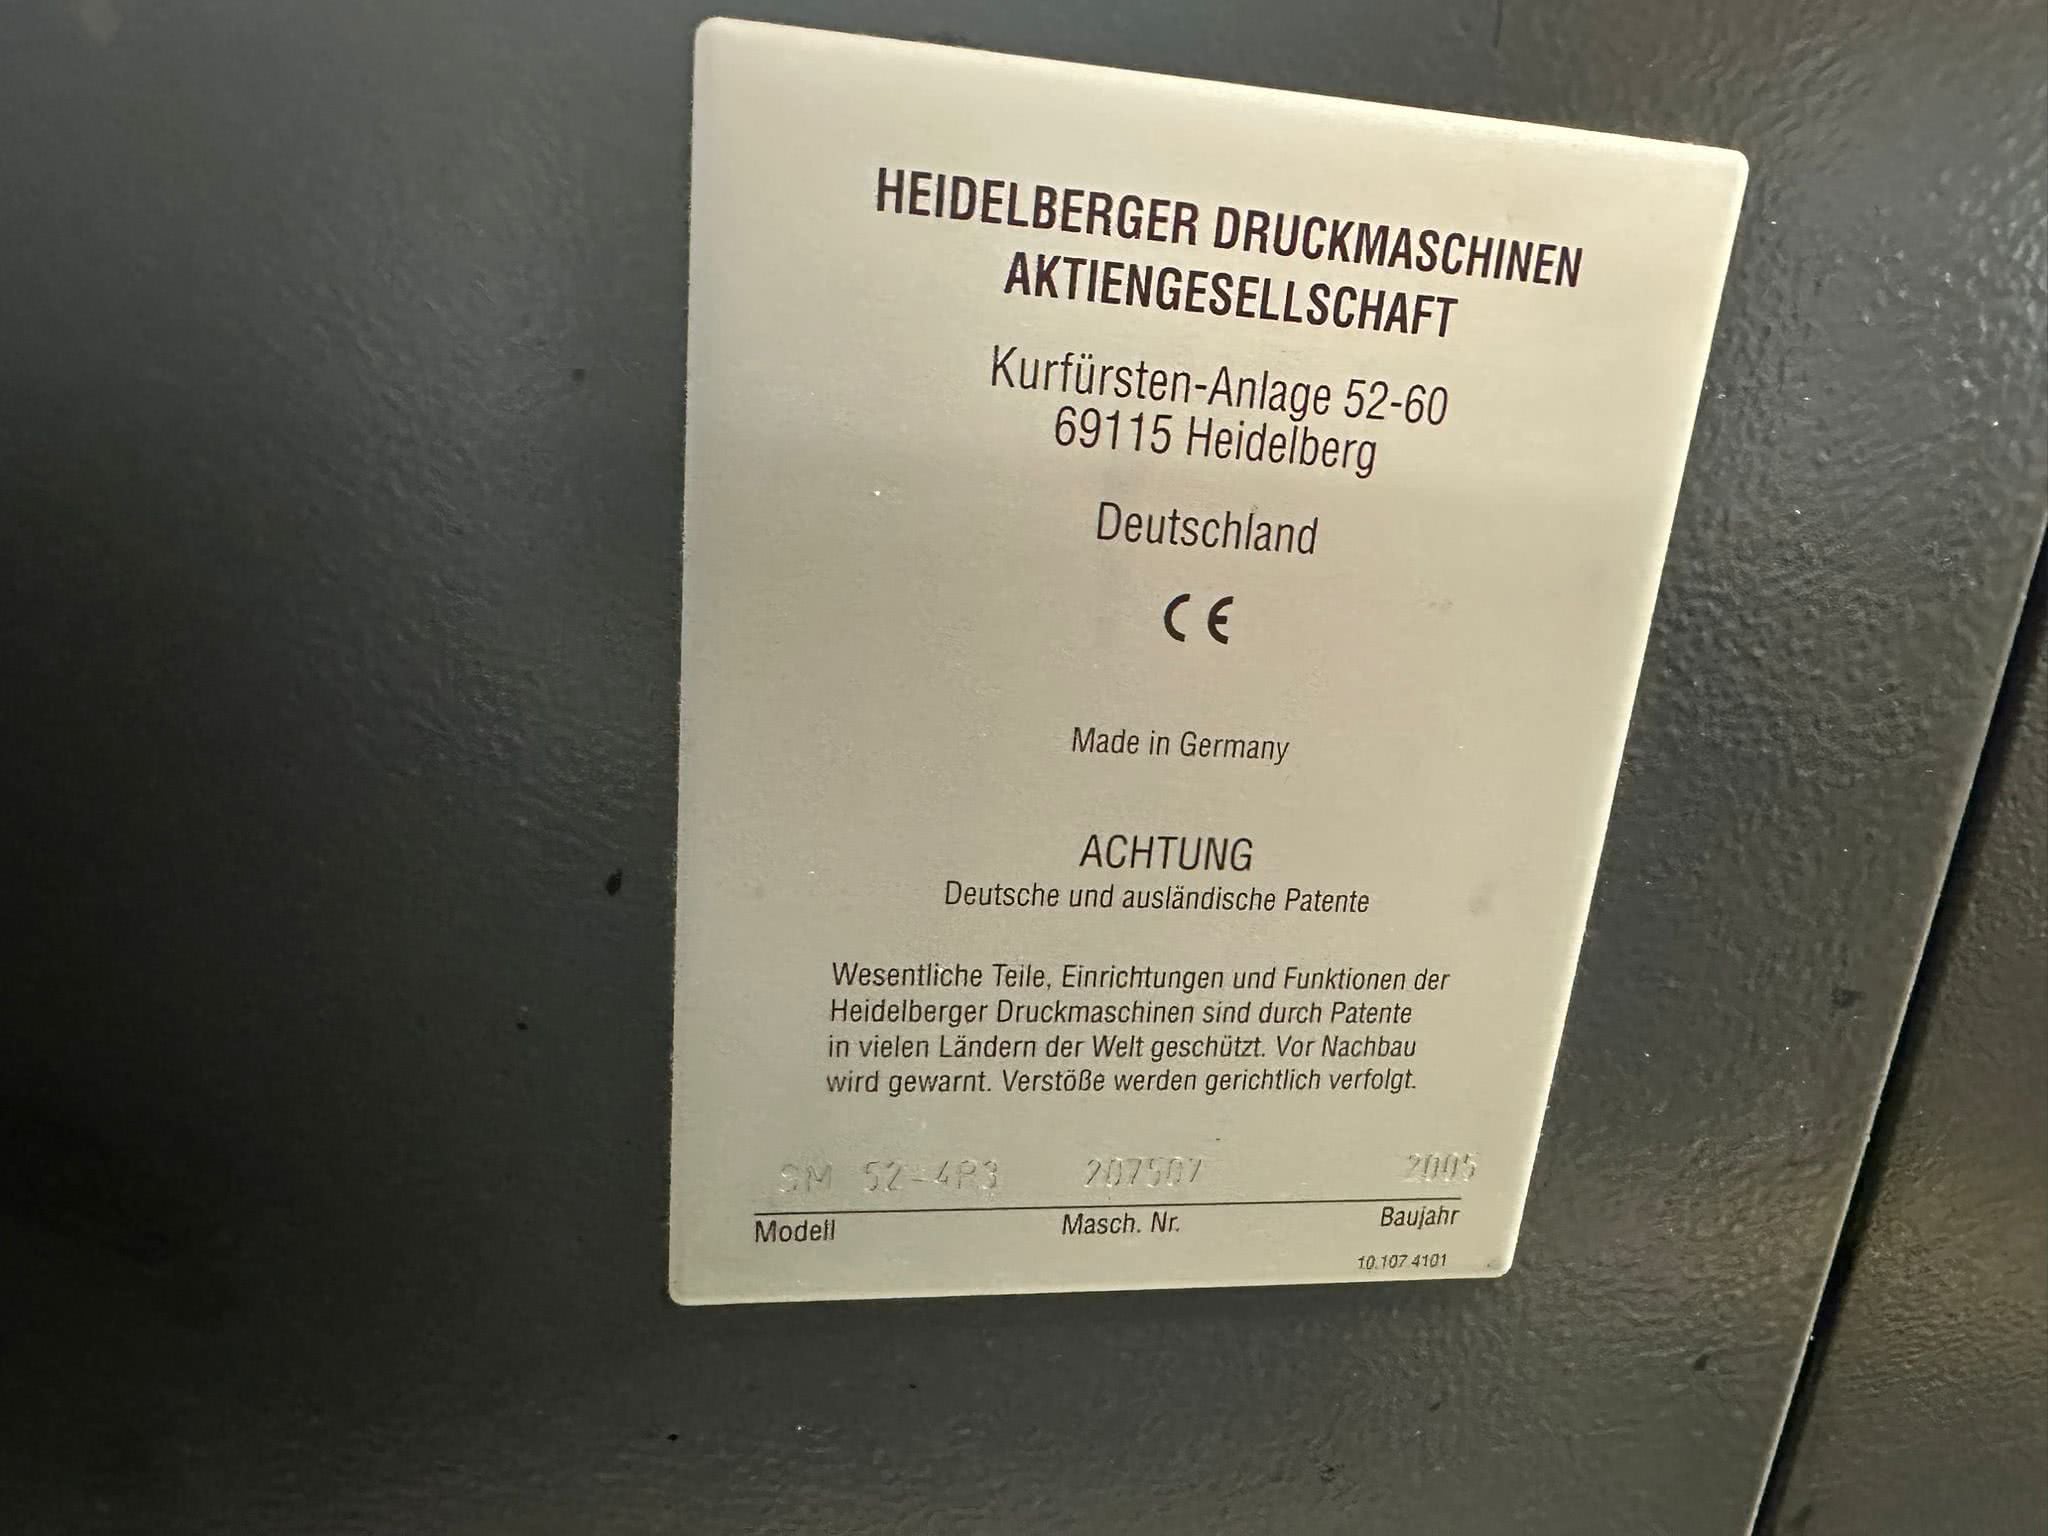 HEIDELBERGER DRUCKMASCHINEN
AKTIENGESELLSCHAFT
Kurfürsten-Anlage 52-60
69115 Heidelberg
Deutschland
CE
Made in Germany
ACHTUNG
Deutsche und ausländische Patente
Wesentliche Teile, Einrichtungen und Funktionen der
Heidelberger Druckmaschinen sind durch Patente
in vielen Ländern der Welt geschützt. Vor Nachbau
wird gewarnt. Verstöße werden gerichtlich verfolgt.
SM 52-4P3 207507 2005
Modell Masch. Nr. Baujahr
10.107 4101